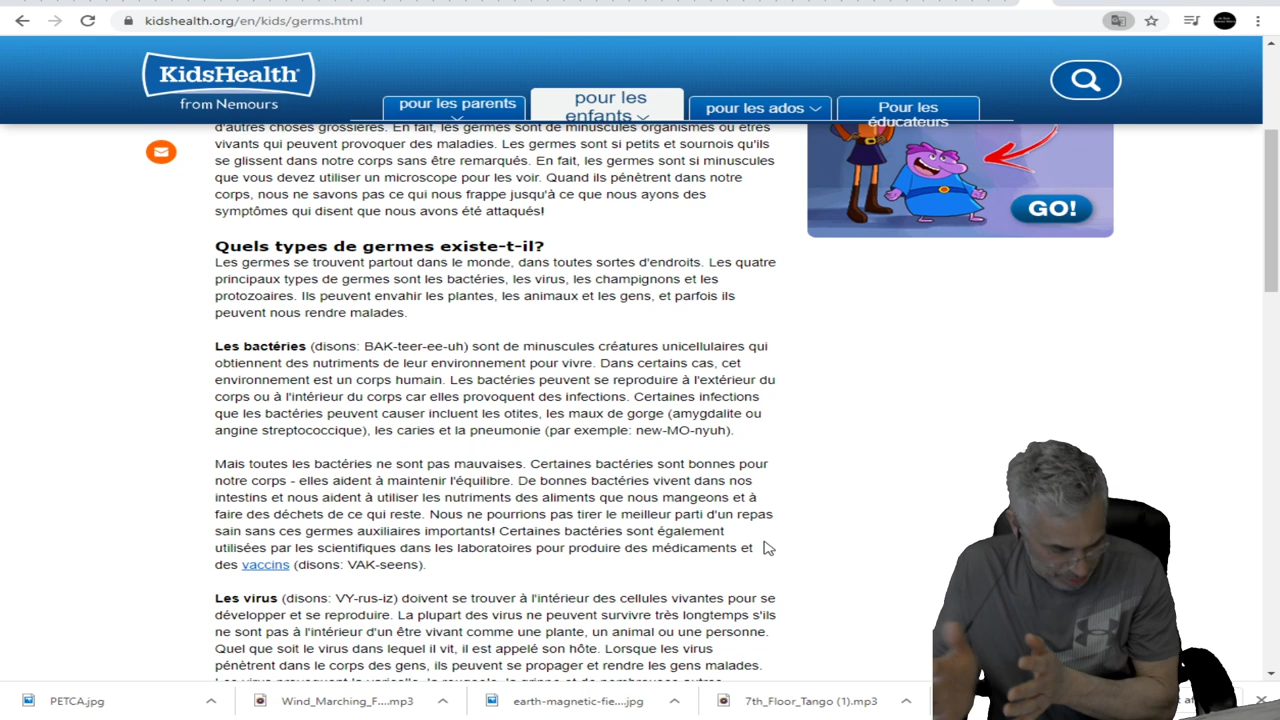 kidshealth.org/en/kids/germs.html
KidsHealth
from Nemours
pour les parents
pour les
enfants
pour les ados
Pour les
éducateurs
d'autres choses grossières. En fait, les germes sont de minuscules organismes ou êtres
vivants qui peuvent provoquer des maladies. Les germes sont si petits et sournois qu'ils
se glissent dans notre corps sans être remarqués. En fait, les germes sont si minuscules
que vous devez utiliser un microscope pour les voir. Quand ils pénètrent dans notre
corps, nous ne savons pas ce qui nous frappe jusqu'à ce que nous ayons des
symptômes qui disent que nous avons été attaqués!
GO!
Quels types de germes existe-t-il?
Les germes se trouvent partout dans le monde, dans toutes sortes d'endroits. Les quatre
principaux types de germes sont les bactéries, les virus, les champignons et les
protozoaires. Ils peuvent envahir les plantes, les animaux et les gens, et parfois ils
peuvent nous rendre malades.
Les bactéries (disons: BAK-teer-ee-uh) sont de minuscules créatures unicellulaires qui
obtiennent des nutriments de leur environnement pour vivre. Dans certains cas, cet
environnement est un corps humain. Les bactéries peuvent se reproduire à l'extérieur du
corps ou à l'intérieur du corps car elles provoquent des infections. Certaines infections
que les bactéries peuvent causer incluent les otites, les maux de gorge (amygdalite ou
angine streptococcique), les caries et la pneumonie (par exemple: new-MO-nyuh).
Mais toutes les bactéries ne sont pas mauvaises. Certaines bactéries sont bonnes pour
notre corps - elles aident à maintenir l'équilibre. De bonnes bactéries vivent dans nos
intestins et nous aident à utiliser les nutriments des aliments que nous mangeons et à
faire des déchets de ce qui reste. Nous ne pourrions pas tirer le meilleur parti d'un repas
sain sans ces germes auxiliaires importants! Certaines bactéries sont également
utilisées par les scientifiques dans les laboratoires pour produire des médicaments et
des vaccins (disons: VAK-seens).
Les virus (disons: VY-rus-iz) doivent se trouver à l'intérieur des cellules vivantes pour se
développer et se reproduire. La plupart des virus ne peuvent survivre très longtemps s'ils
ne sont pas à l'intérieur d'un être vivant comme une plante, un animal ou une personne.
Quel que soit le virus dans lequel il vit, il est appelé son hôte. Lorsque les virus
pénètrent dans le corps des gens, ils peuvent se propager et rendre les gens malades.
PETCA.jpg
Wind_Marching_F....mp3
earth-magnetic-fie....jpg
7th_Floor_Tango (1).mp3